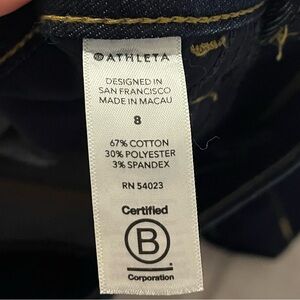 ATHLETA
DESIGNED IN
SAN FRANCISCO
MADE IN MACAU
8
67% COTTON
30% POLYESTER
3% SPANDEX
RN 54023
Certified
B
Corporation